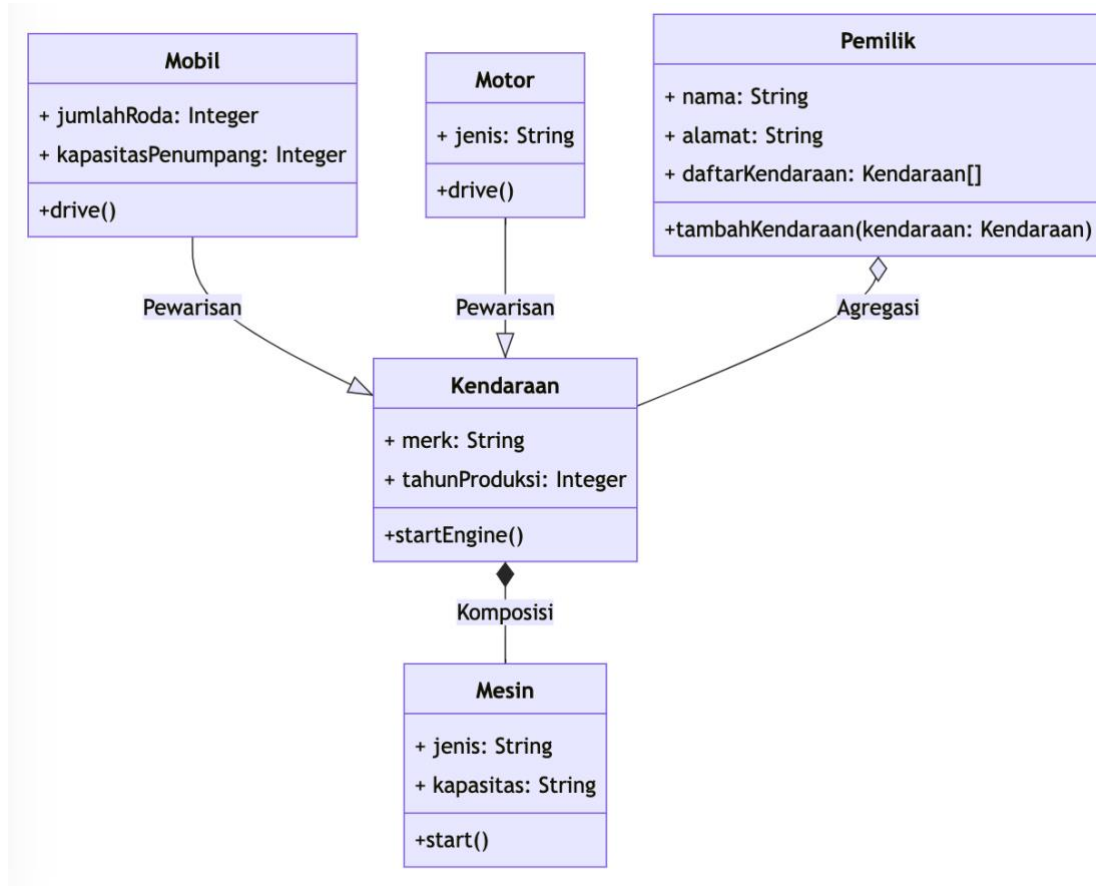 Mobil
+ jumlahRoda: Integer
+ kapasitasPenumpang: Integer
+drive()
Motor
+ jenis: String
+drive()
Pemilik
+ nama: String
+ alamat: String
+ daftarKendaraan: Kendaraan[]
+tambahKendaraan(kendaraan: Kendaraan)
Pewarisan
Pewarisan
Agregasi
Kendaraan
+ merk: String
+ tahunProduksi: Integer
+startEngine()
Komposisi
Mesin
+ jenis: String
+ kapasitas: String
+start()